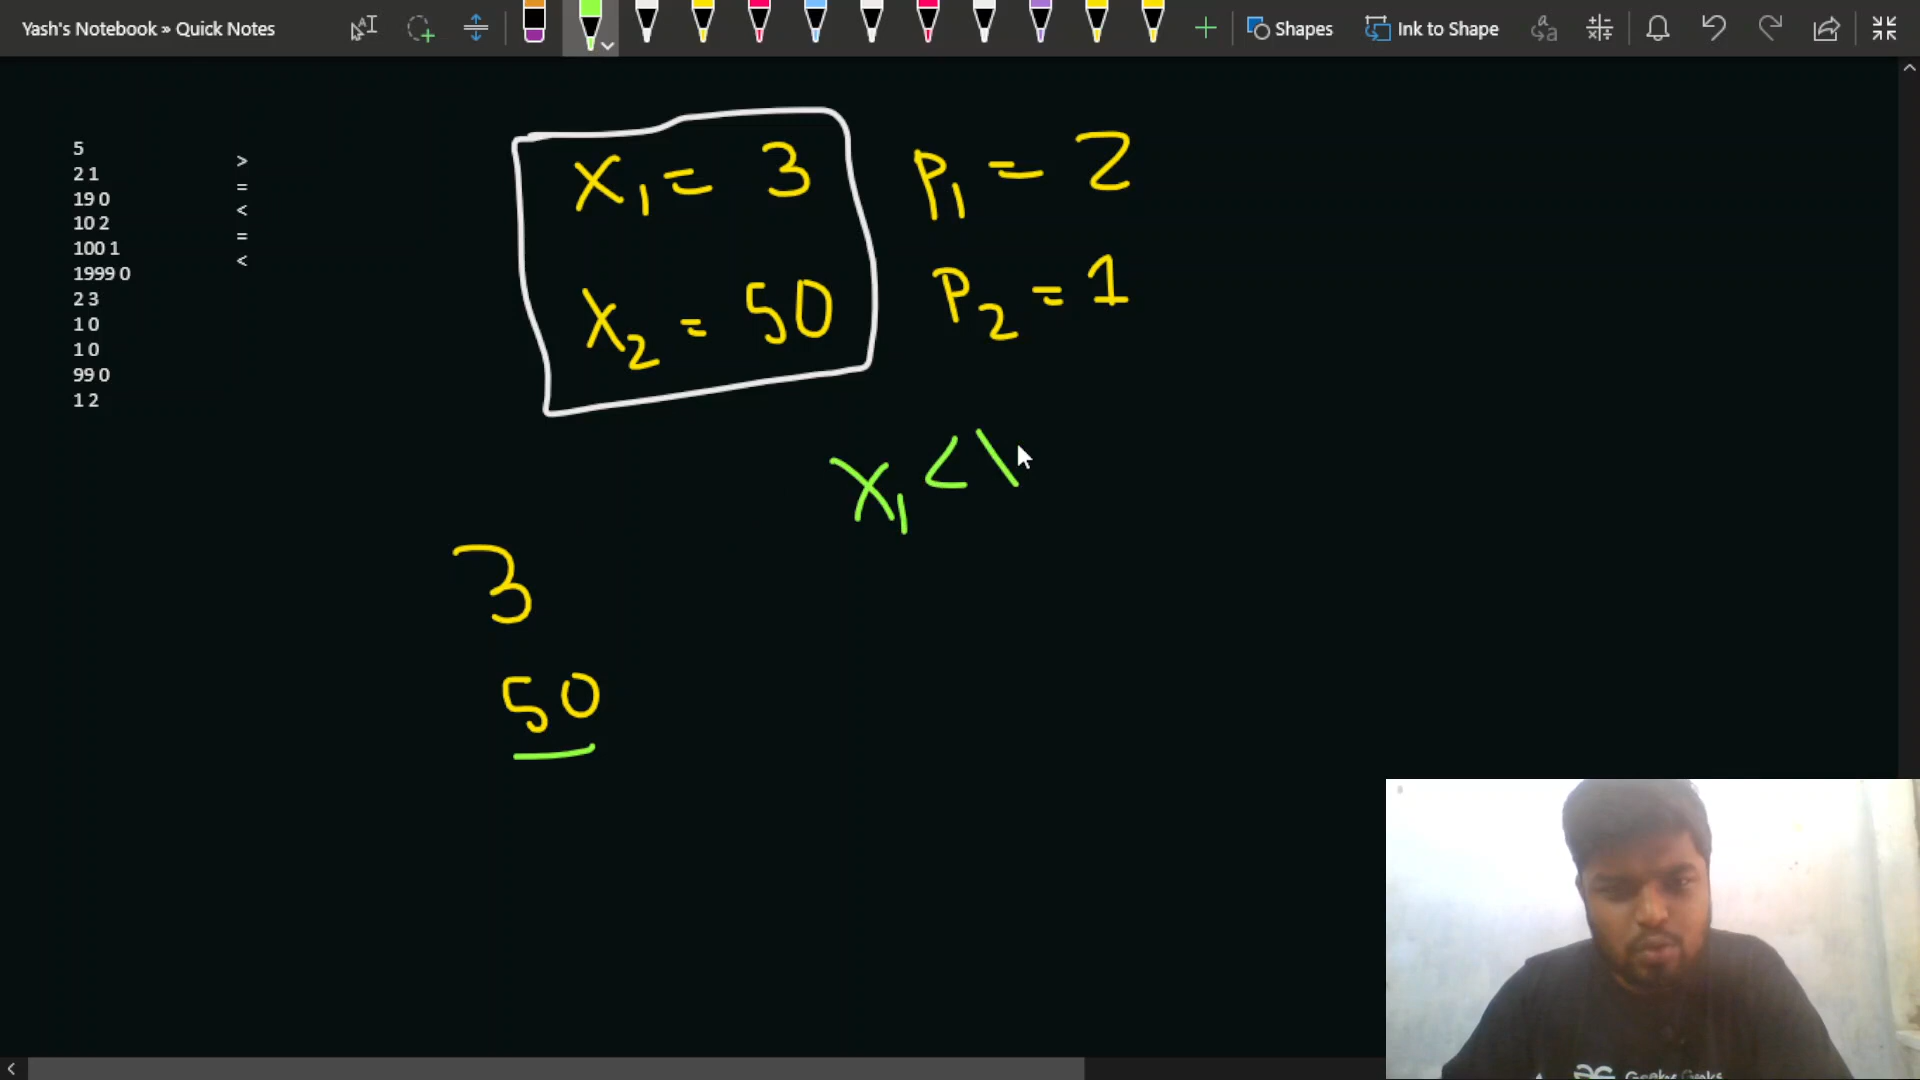 Yash's Notebook » Quick Notes
Shapes
Ink to Shape
5
2 1
19 0
10 2
100 1
1999 0
2 3
1 0
1 0
99 0
1 2
>
=
<
=
<
x1 = 3
P1 = 2
x2 = 50
P2 = 1
x1 < \
3
50